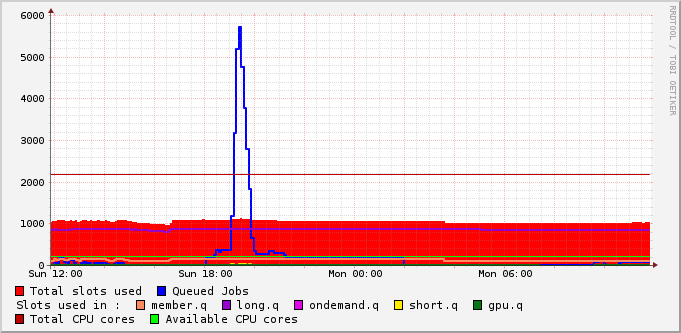 6000
5000
4000
3000
2000
1000
0
Sun 12:00 Sun 18:00 Mon 00:00 Mon 06:00
Total slots used Queued Jobs
Slots used in : member.q long.q ondemand.q short.q gpu.q
Total CPU cores Available CPU cores
RRDTOOL / TOBI OETIKER